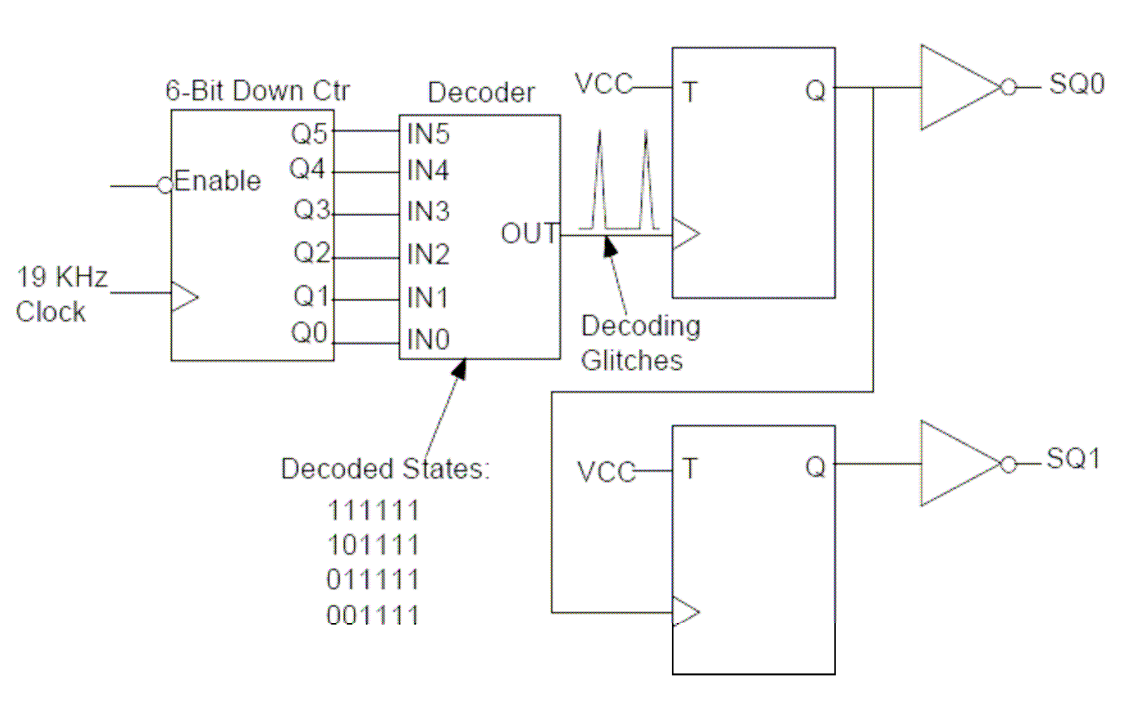 6-Bit Down Ctr
Decoder
VCC
T
Q
SQ0
Q5
IN5
Q4
IN4
Enable
Q3
IN3
OUT
Q2
IN2
19 KHz
Clock
Q1
IN1
Q0
IN0
Decoding
Glitches
Decoded States:
111111
101111
011111
001111
VCC
T
Q
SQ1